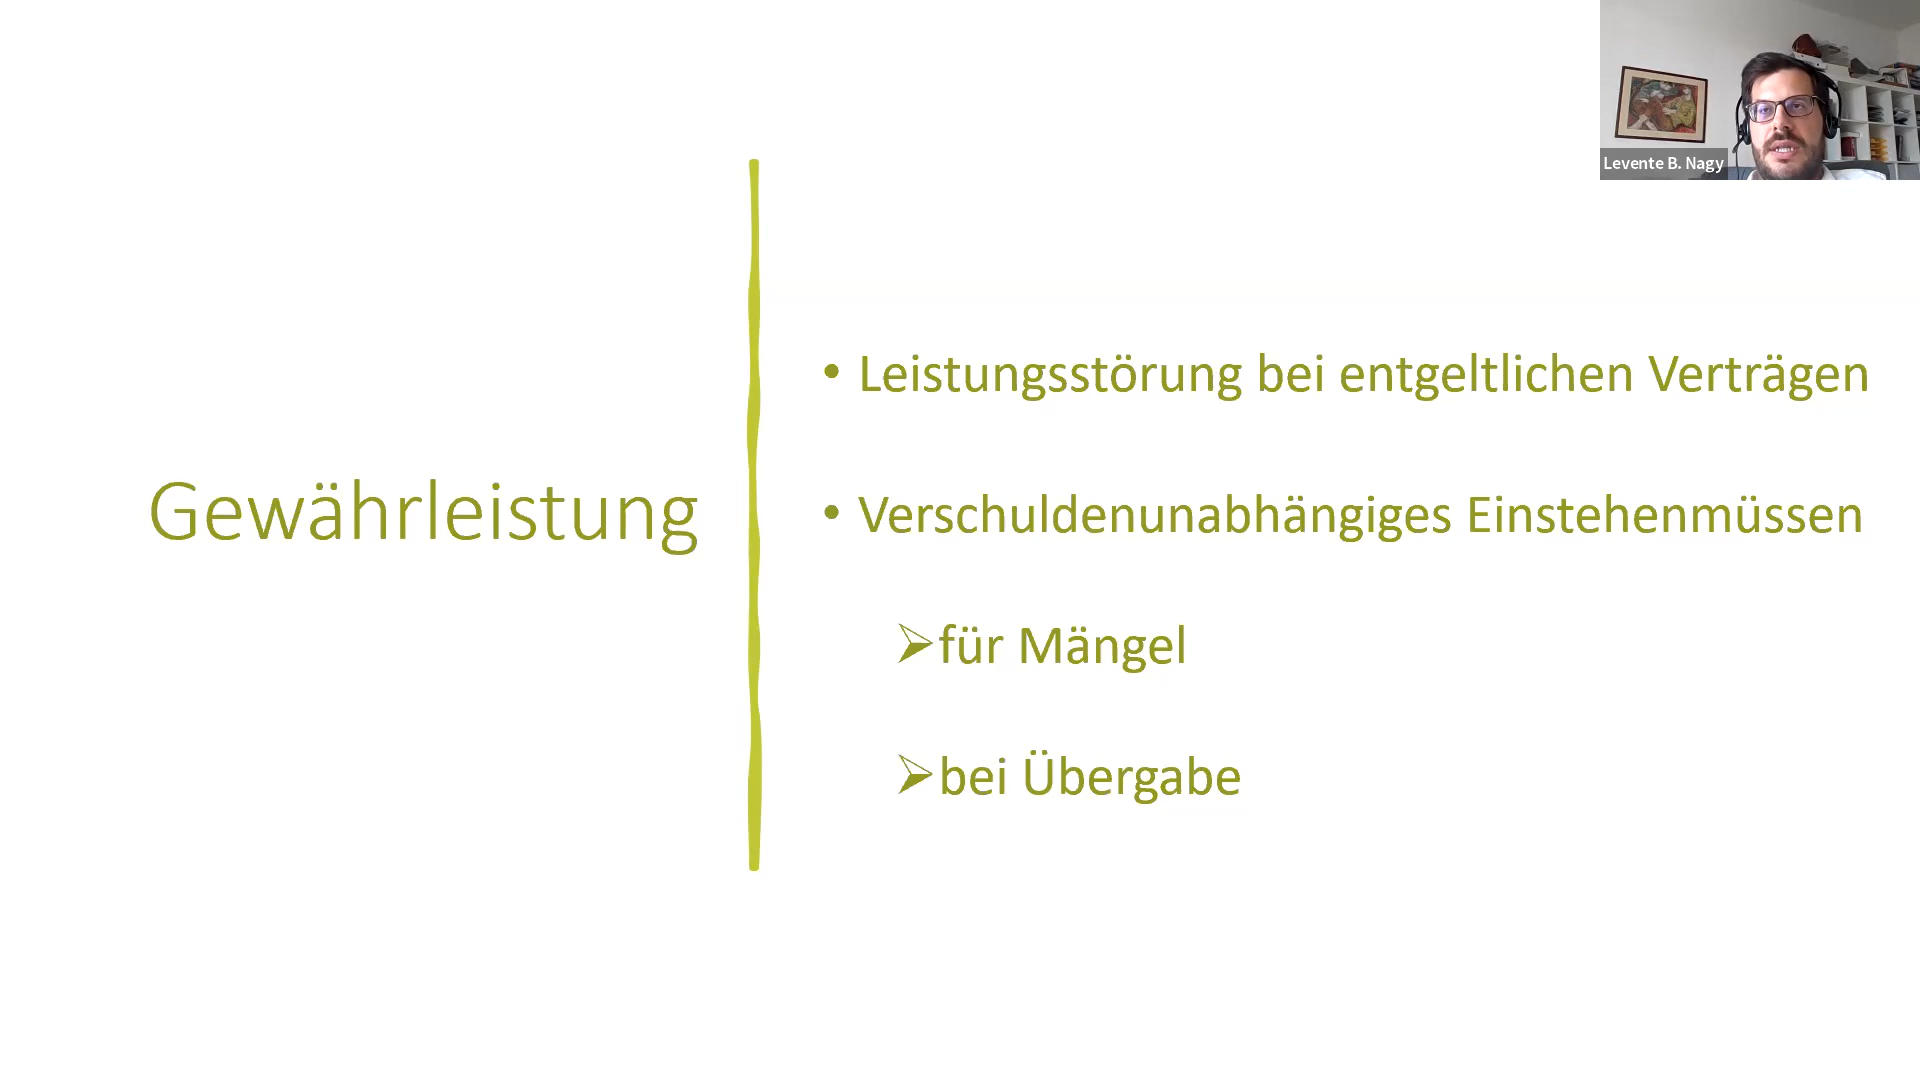 Levente B. Nagy
Gewährleistung
• Leistungsstörung bei entgeltlichen Verträgen
• Verschuldenunabhängiges Einstehenmüssen
➢für Mängel
➢bei Übergabe